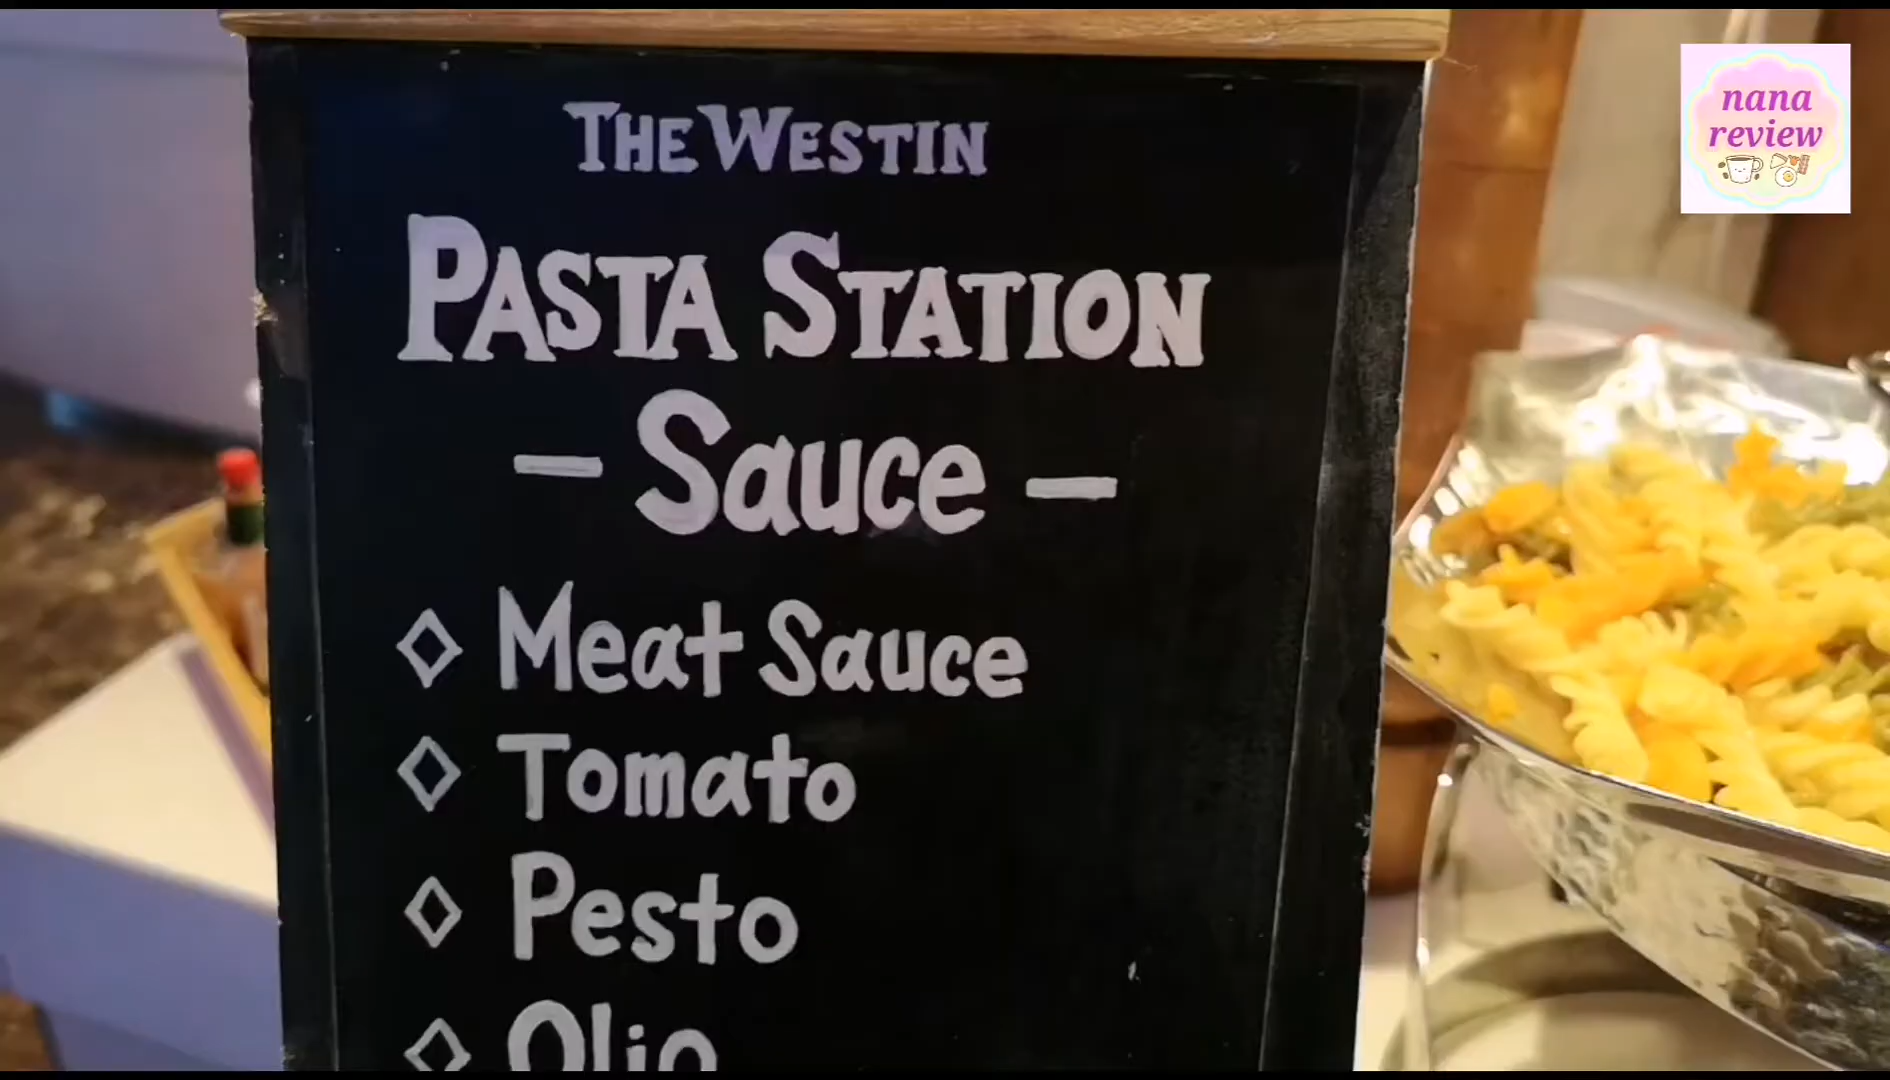 THE WESTIN
PASTA STATION
- Sauce -
◇ Meat Sauce
◇ Tomato
◇ Pesto
◇ Olio
nana
review